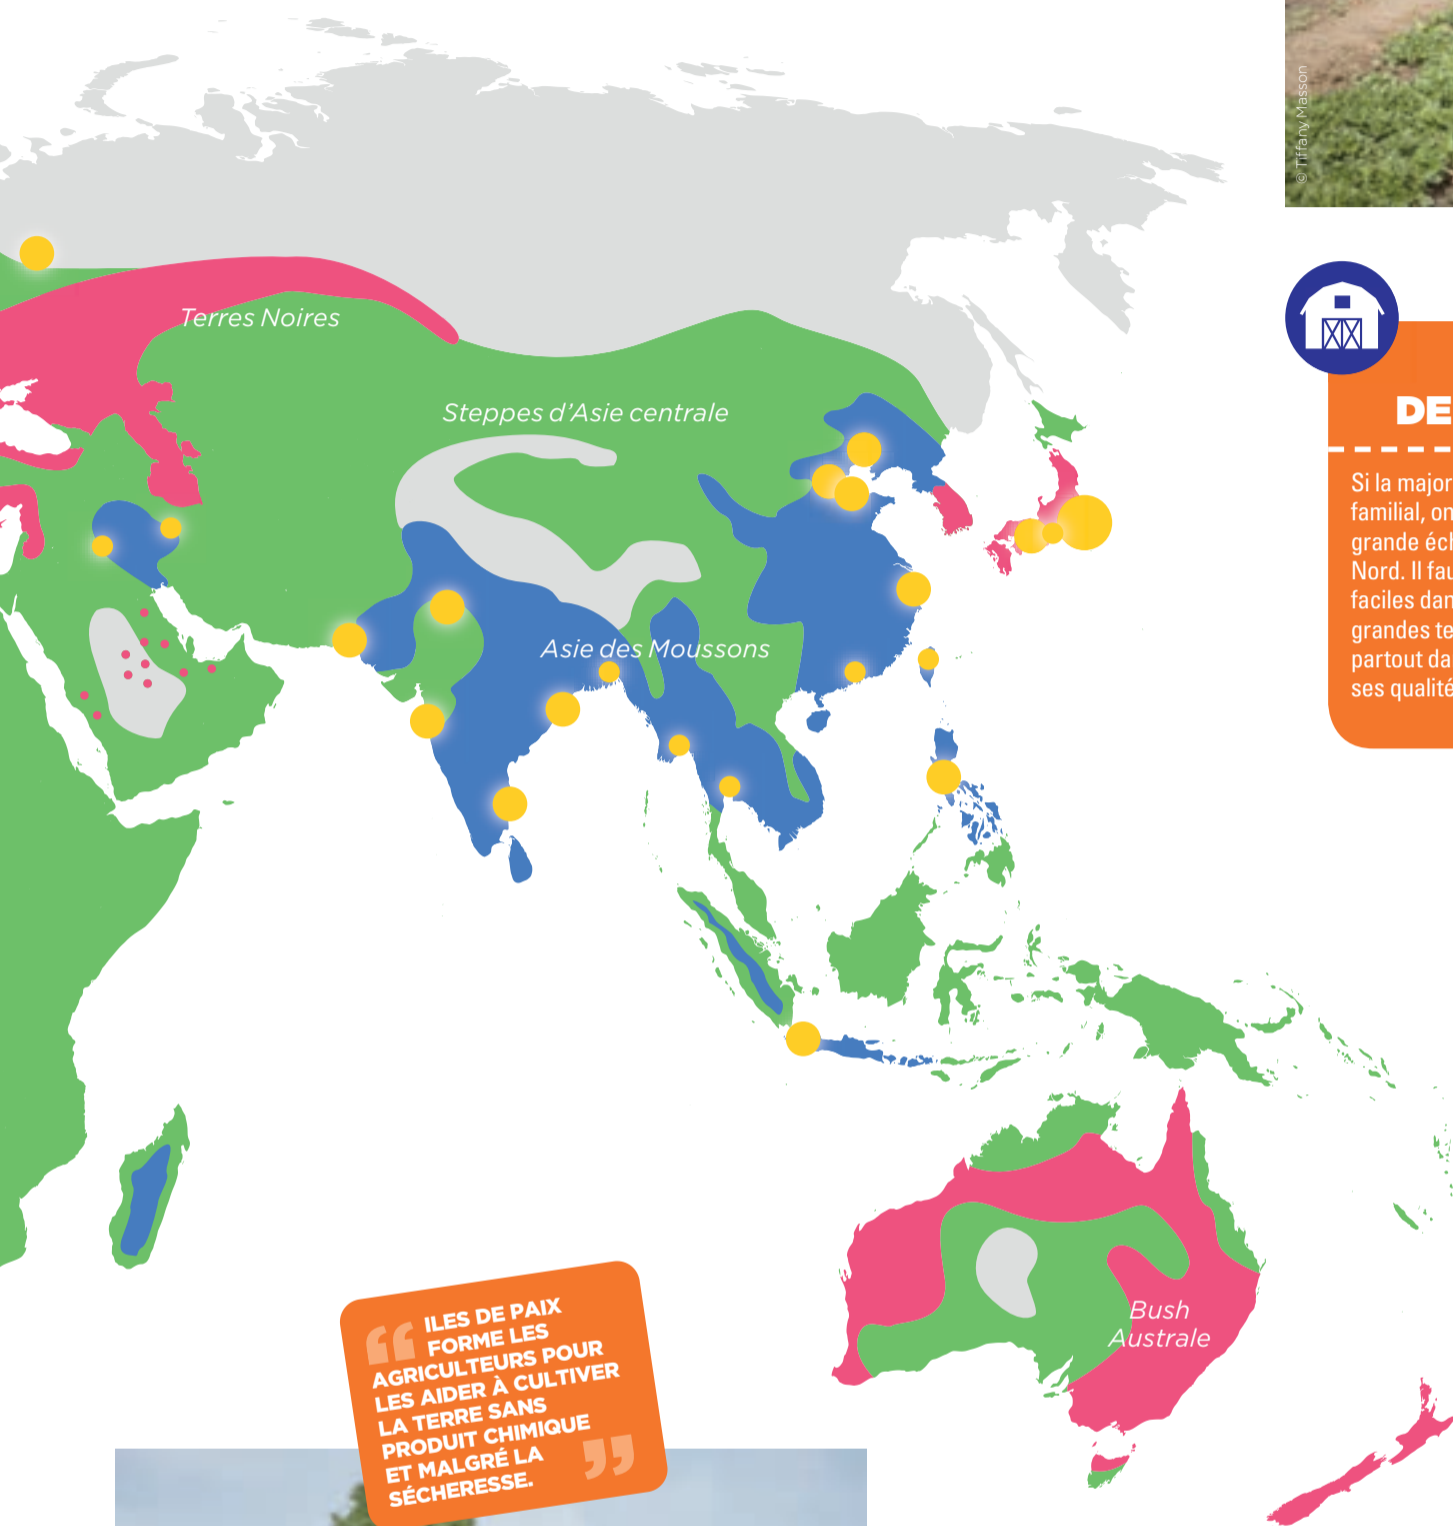 © Tiffany Masson
Terres Noires
Steppes d'Asie centrale
Asie des Moussons
Bush
Australe
DE
Si la major
familial, on
grande éch
Nord. Il fau
faciles dan
grandes te
partout da
ses qualité
“ ILES DE PAIX
FORME LES
AGRICULTEURS POUR
LES AIDER À CULTIVER
LA TERRE SANS
PRODUIT CHIMIQUE
ET MALGRÉ LA
SÉCHERESSE. ”